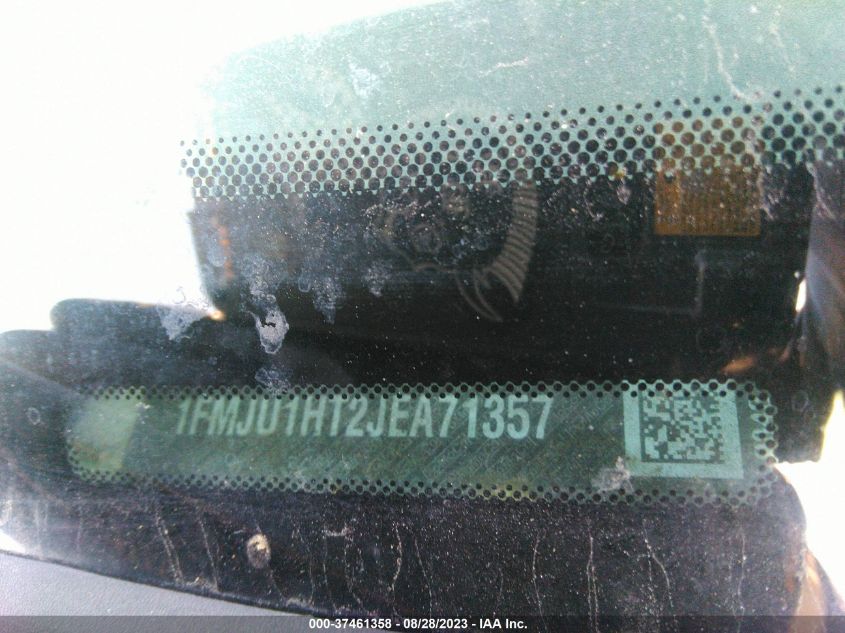 1FMJU1HT2JEA71357
000-37461358 - 08/28/2023 - IAA Inc.